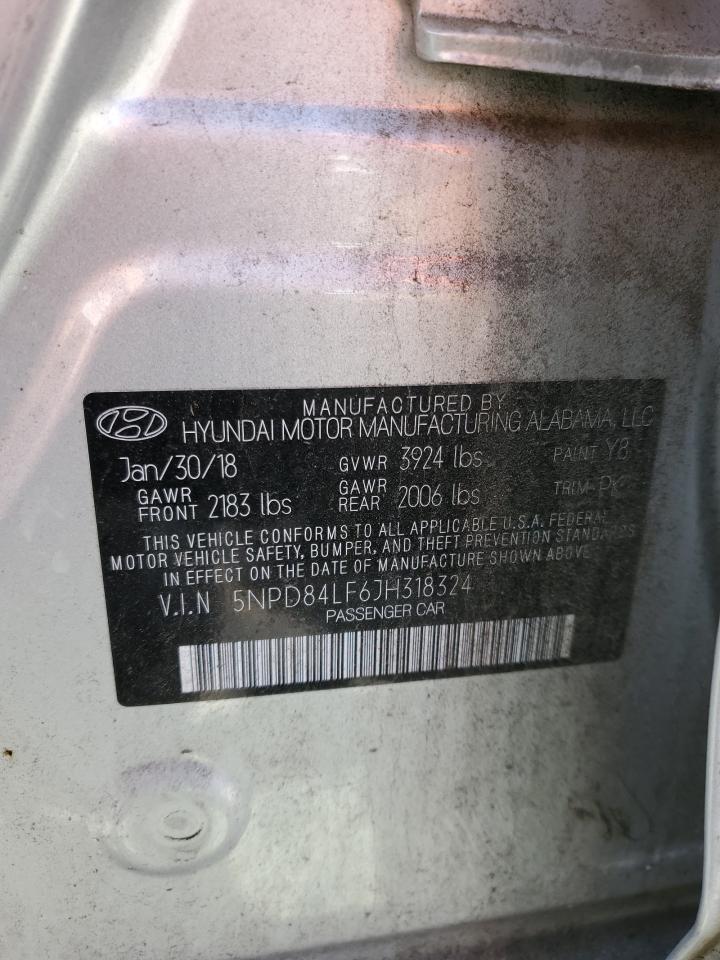 MANUFACTURED BY
HYUNDAI MOTOR MANUFACTURING ALABAMA, LLC
Jan/30/18 GVWR 3924 lbs PAINT Y8
GAWR FRONT 2183 lbs GAWR REAR 2006 lbs TRIM
THIS VEHICLE CONFORMS TO ALL APPLICABLE U.S.A. FEDERAL
MOTOR VEHICLE SAFETY, BUMPER, AND THEFT PREVENTION STANDARDS
IN EFFECT ON THE DATE OF MANUFACTURE SHOWN ABOVE
V.I.N 5NPD84LF6JH318324
PASSENGER CAR